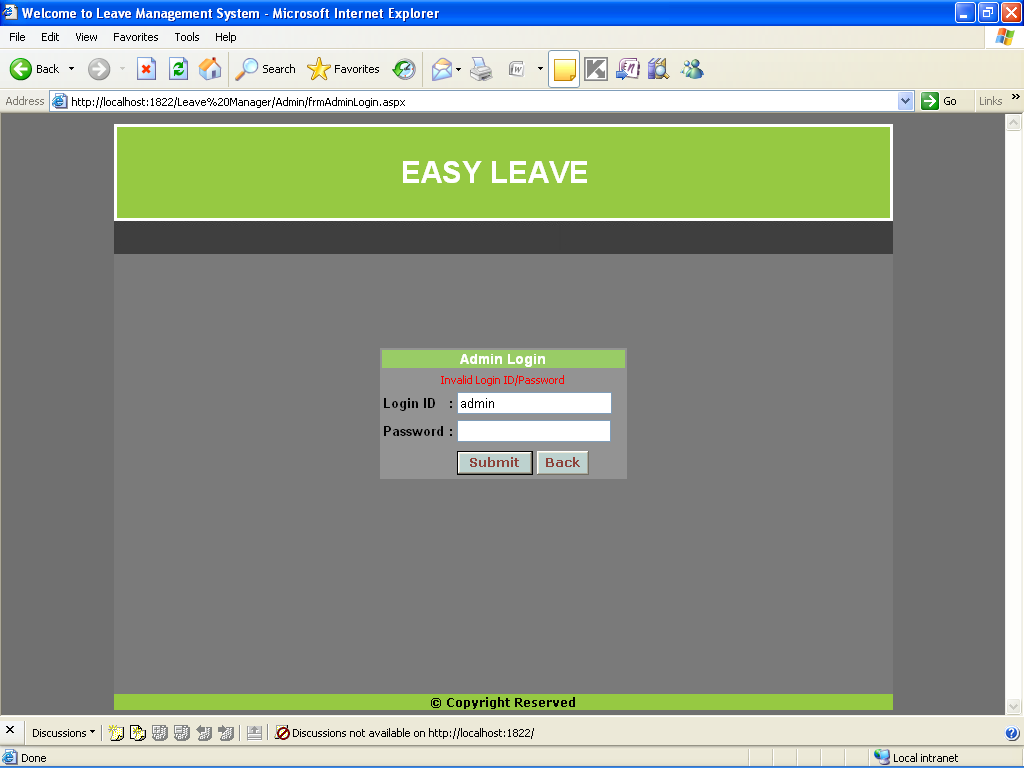 Welcome to Leave Management System - Microsoft Internet Explorer
File Edit View Favorites Tools Help
Back Search Favorites
Address http://localhost:1822/Leave%20Manager/Admin/frmAdminLogin.aspx Go Links »
EASY LEAVE
Admin Login
Invalid Login ID/Password
Login ID : admin
Password :
Submit Back
© Copyright Reserved
Discussions Discussions not available on http://localhost:1822/
Done Local intranet